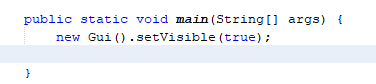 public static void main(String[] args) {
    new Gui().setVisible(true);
}